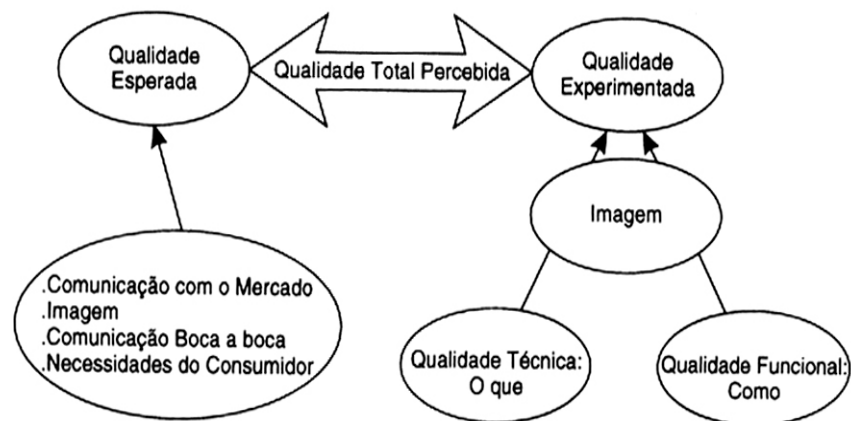 Qualidade
Esperada
Qualidade Total Percebida
Qualidade
Experimentada
Imagem
.Comunicação com o Mercado
.Imagem
.Comunicação Boca a boca
.Necessidades do Consumidor
Qualidade Técnica:
O que
Qualidade Funcional:
Como